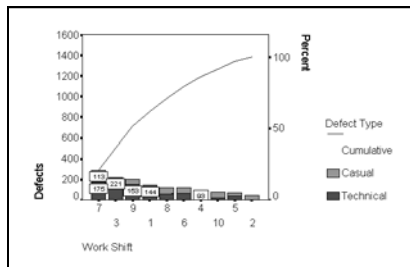 1600
1400
1200
1000
800
600
400
200
0
Defects
100
50
0
Percent
113
175
221
153
144
93
7 9 8 4 5
3 1 6 10 2
Work Shift
Defect Type
Cumulative
Casual
Technical